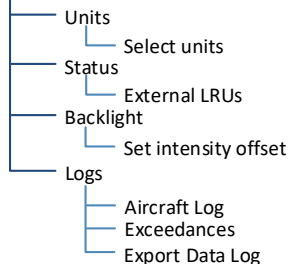 Units
Select units
Status
External LRUs
Backlight
Set intensity offset
Logs
Aircraft Log
Exceedances
Export Data Log